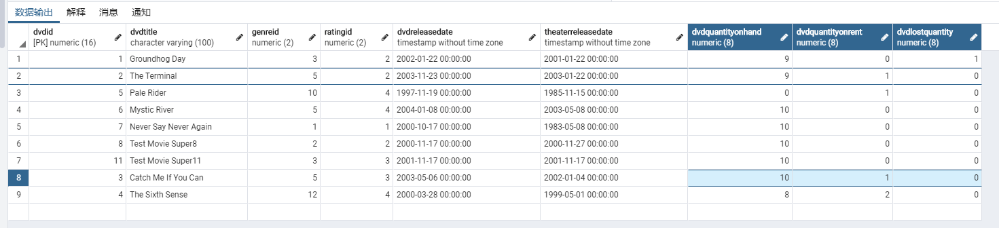 数据输出 解释 消息 通知
dvdid dvdtitle genreid ratingid dvdreleasedate theaterreleasedate dvdquantityonhand dvdquantityonrent dvdlostquantity
[PK] numeric (16) character varying (100) numeric (2) numeric (2) timestamp without time zone timestamp without time zone numeric (8) numeric (8) numeric (8)
1 1 Groundhog Day 3 2 2002-01-22 00:00:00 2001-01-22 00:00:00 9 0 1
2 2 The Terminal 5 2 2003-11-23 00:00:00 2003-01-22 00:00:00 9 1 0
3 5 Pale Rider 10 4 1997-11-19 00:00:00 1985-11-15 00:00:00 0 1 0
4 6 Mystic River 5 4 2004-01-08 00:00:00 2003-05-08 00:00:00 10 0 0
5 7 Never Say Never Again 1 1 2000-10-17 00:00:00 1983-05-08 00:00:00 10 0 0
6 8 Test Movie Super8 2 2 2000-11-17 00:00:00 2000-11-27 00:00:00 10 0 0
7 11 Test Movie Super11 3 3 2001-11-17 00:00:00 2001-11-17 00:00:00 10 0 0
8 3 Catch Me If You Can 5 3 2003-05-06 00:00:00 2002-01-04 00:00:00 10 1 0
9 4 The Sixth Sense 12 4 2000-03-28 00:00:00 1999-05-01 00:00:00 8 2 0